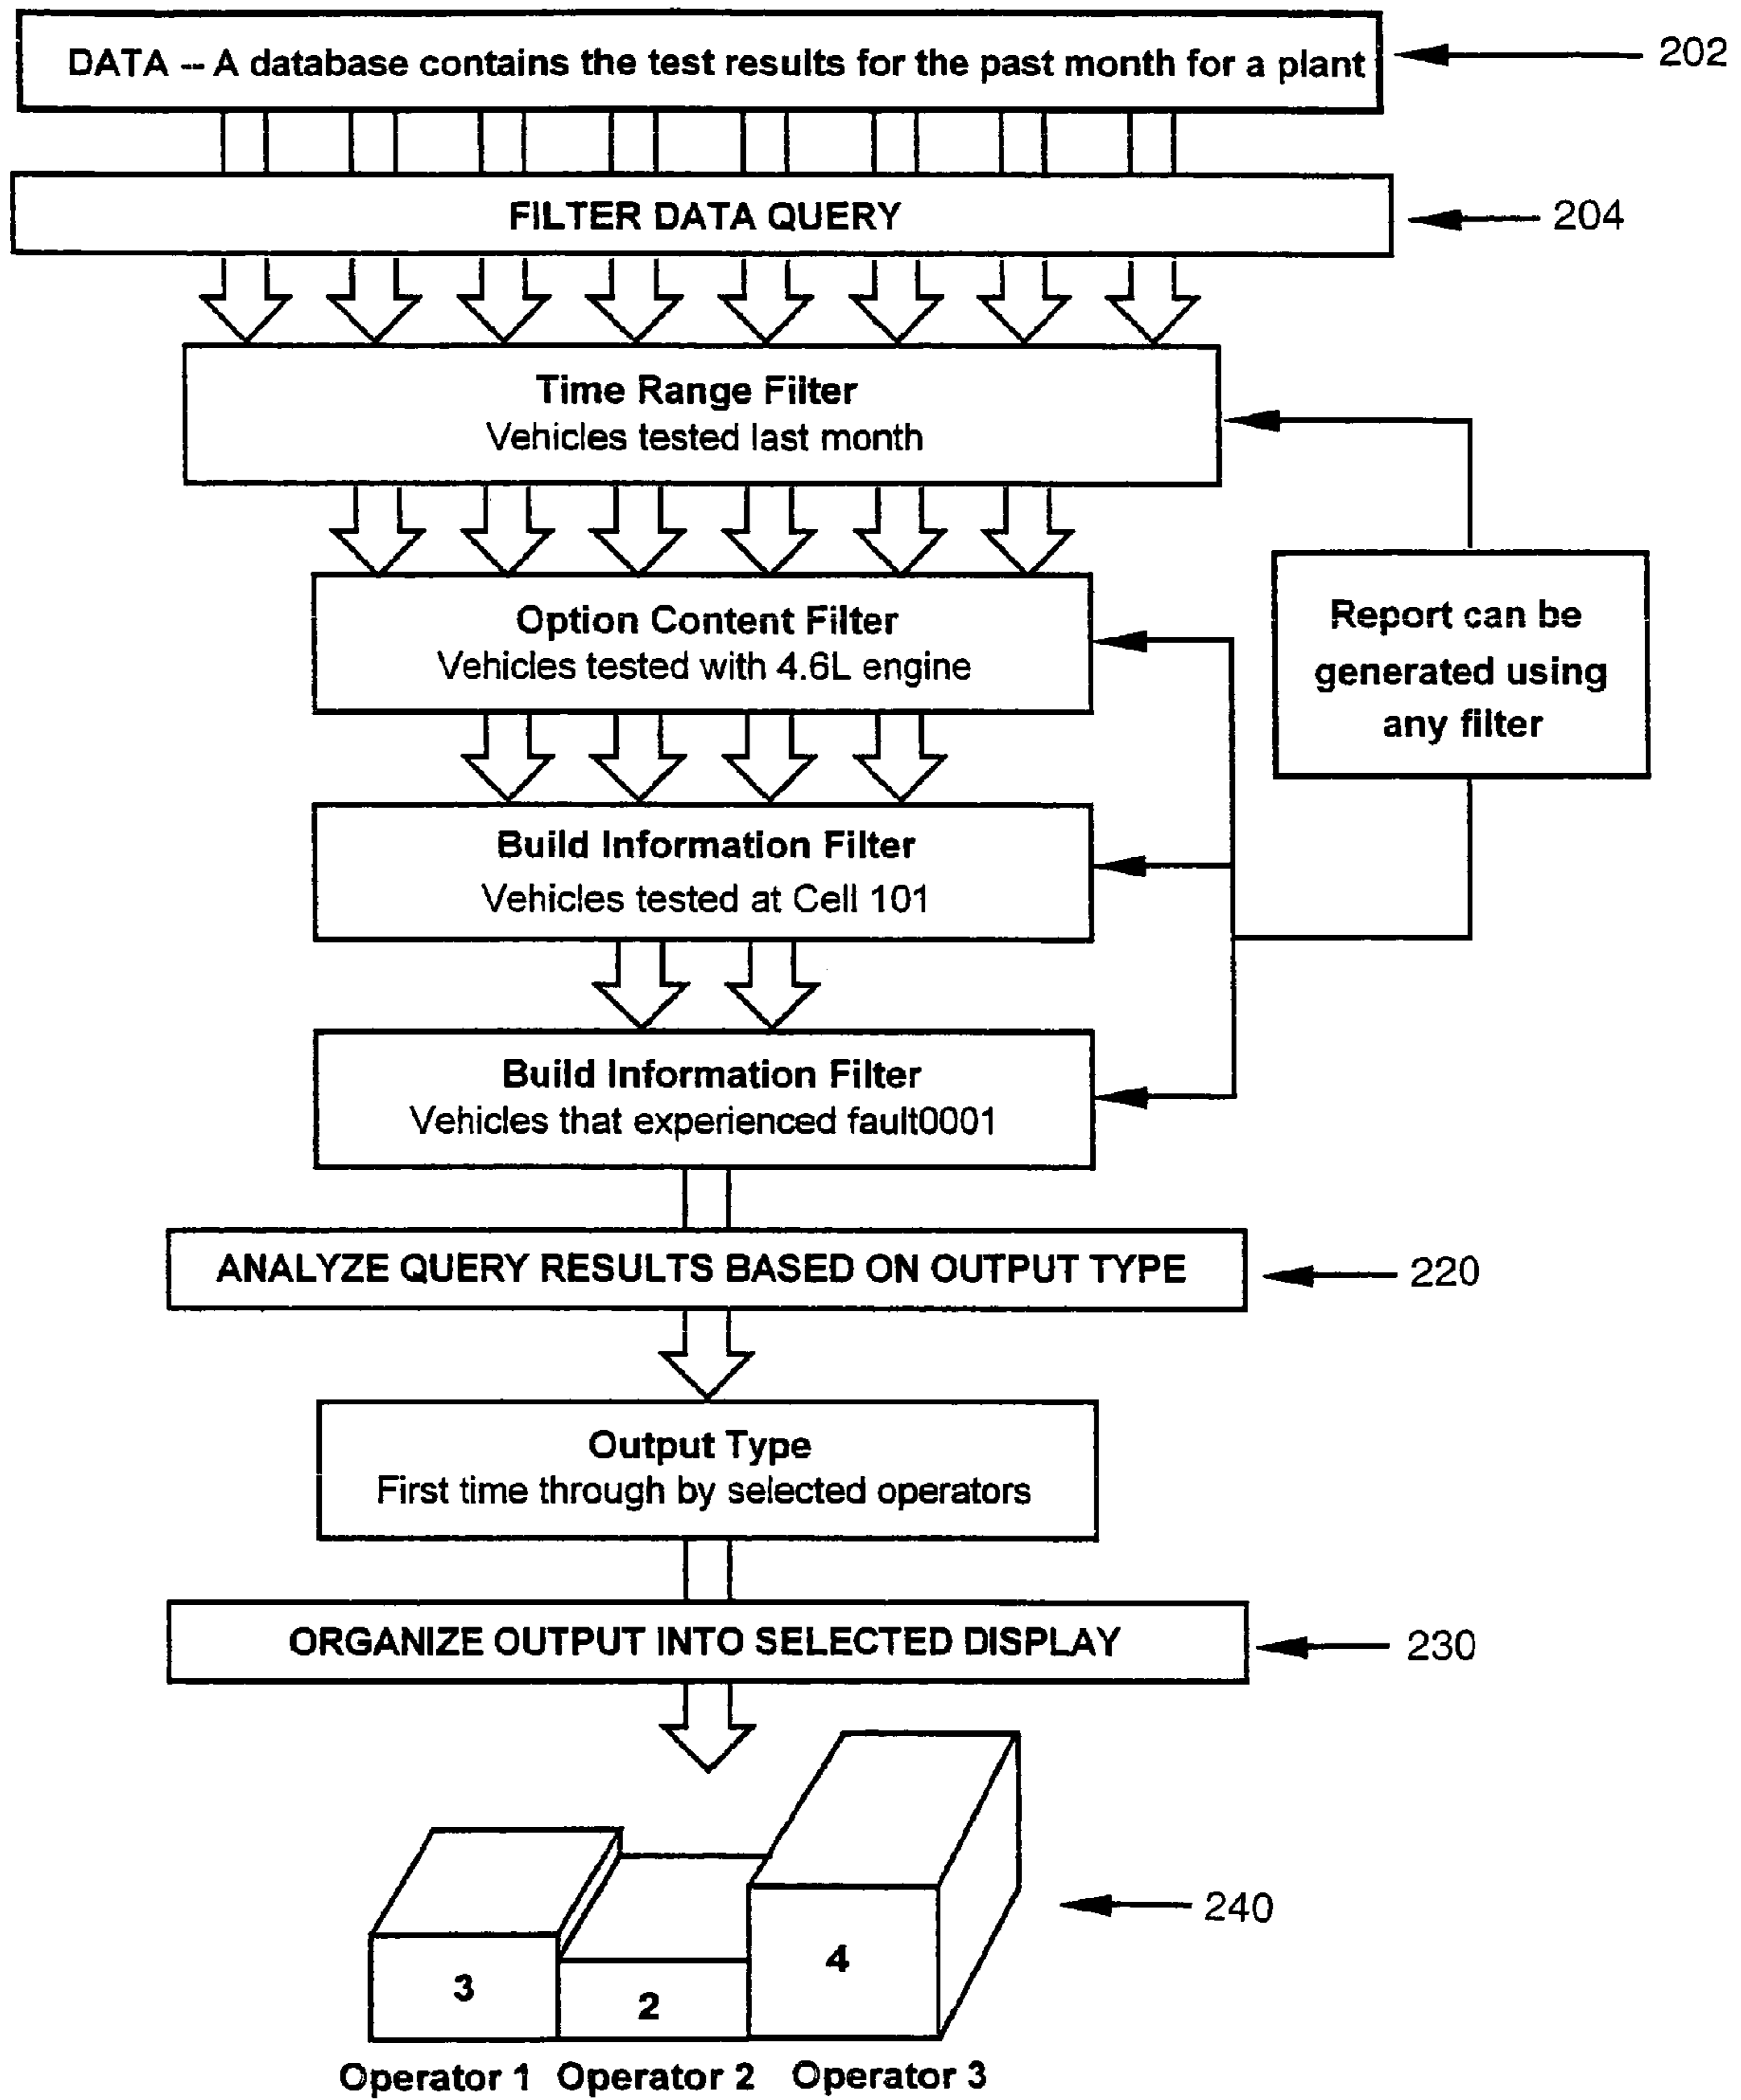 DATA -- A database contains the test results for the past month for a plant
202
FILTER DATA QUERY
204
Time Range Filter
Vehicles tested last month
Option Content Filter
Vehicles tested with 4.6L engine
Report can be
generated using
any filter
Build Information Filter
Vehicles tested at Cell 101
Build Information Filter
Vehicles that experienced fault0001
ANALYZE QUERY RESULTS BASED ON OUTPUT TYPE
220
Output Type
First time through by selected operators
ORGANIZE OUTPUT INTO SELECTED DISPLAY
230
240
3
2
4
Operator 1
Operator 2
Operator 3